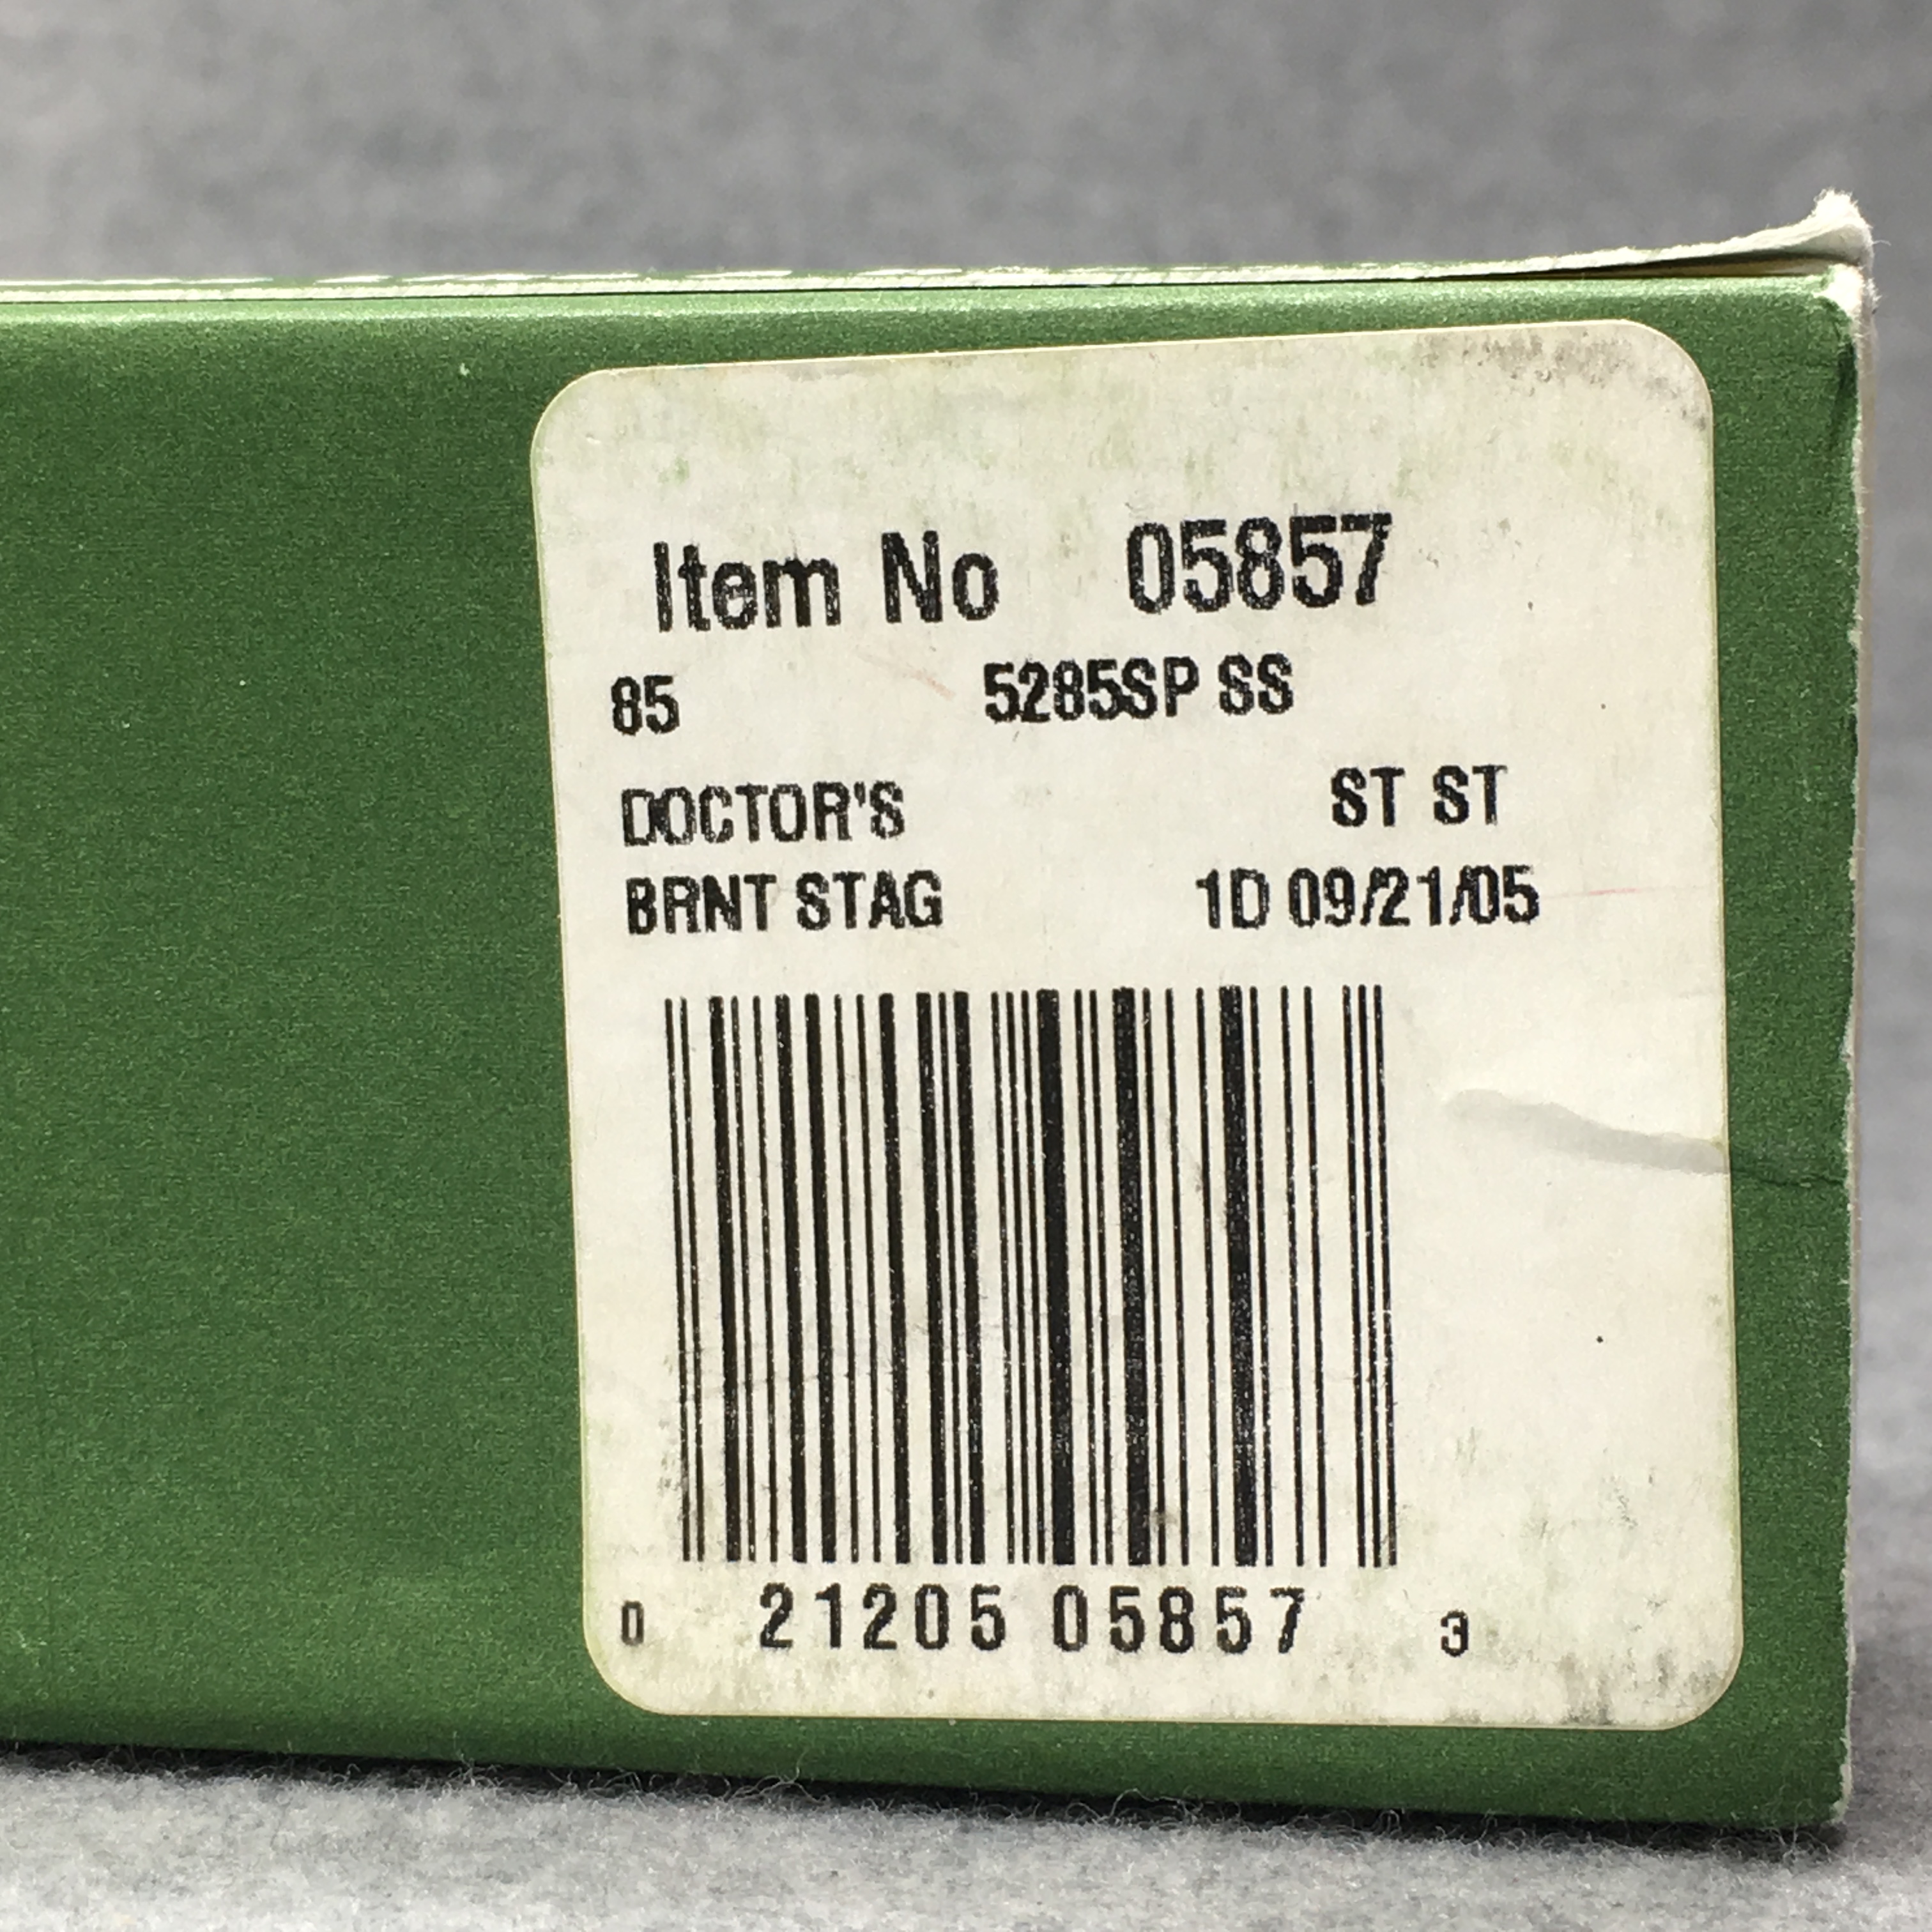 Item No 05857
85 5285SP SS
DOCTOR'S ST ST
BRNT STAG 1D 09/21/05
0 21205 05857 3